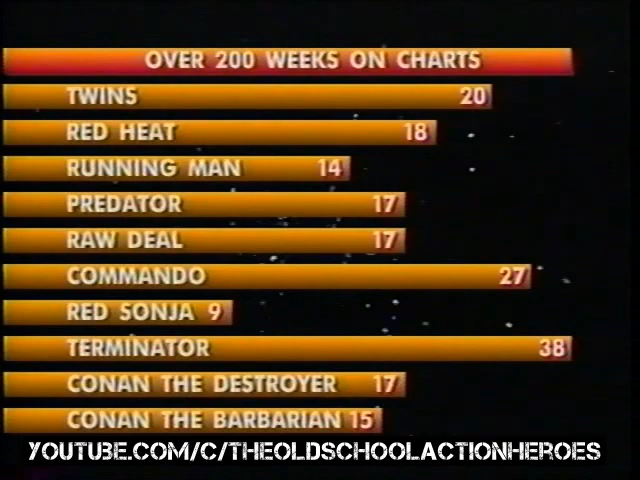 OVER 200 WEEKS ON CHARTS
TWINS 20
RED HEAT 18
RUNNING MAN 14
PREDATOR 17
RAW DEAL 17
COMMANDO 27
RED SONJA 9
TERMINATOR 38
CONAN THE DESTROYER 17
CONAN THE BARBARIAN 15
YOUTUBE.COM/C/THEOLDSCHOOLACTIONHEROES